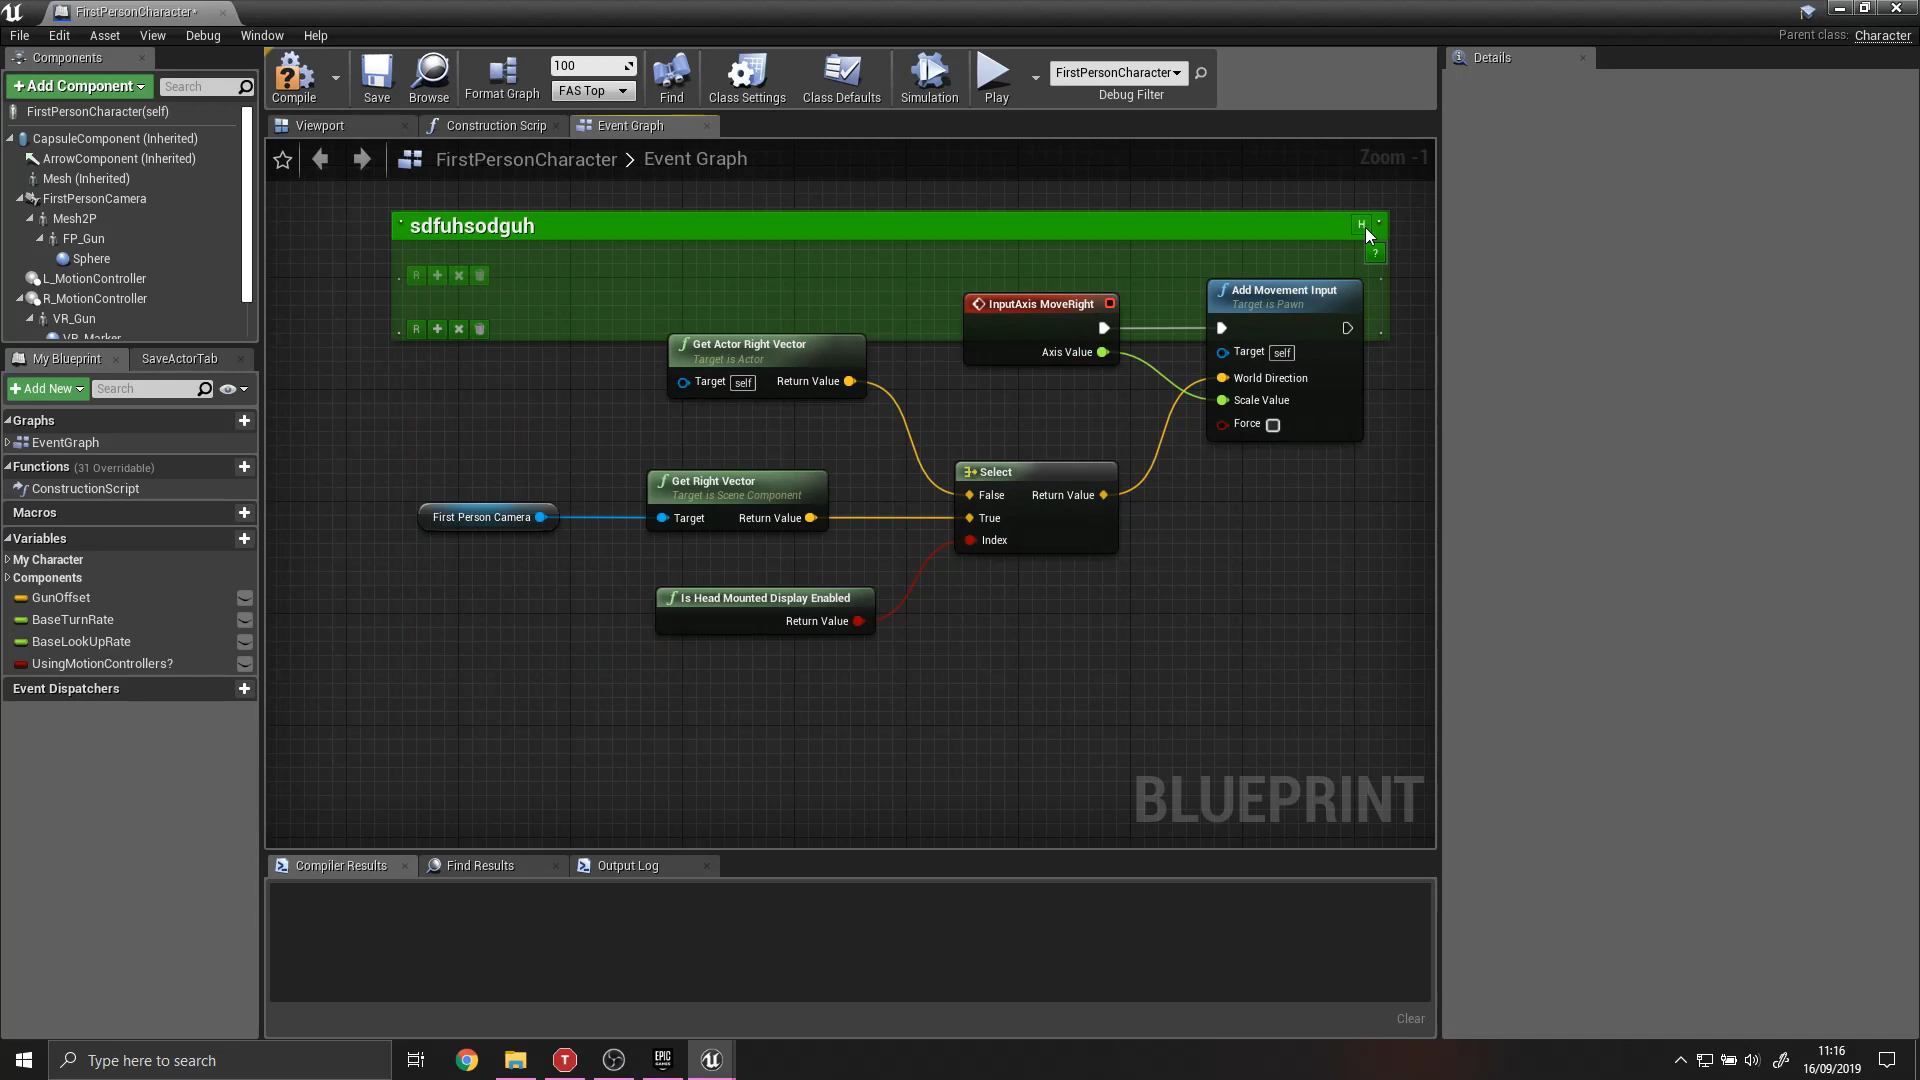 FirstPersonCharacter*
File Edit Asset View Debug Window Help
Parent class: Character
Components
+Add Component
Search
FirstPersonCharacter(self)
CapsuleComponent (Inherited)
ArrowComponent (Inherited)
Mesh (Inherited)
FirstPersonCamera
Mesh2P
FP_Gun
Sphere
L_MotionController
R_MotionController
VR_Gun
VR_Marker
My Blueprint
SaveActorTab
+Add New
Search
Graphs
EventGraph
Functions (31 Overridable)
ConstructionScript
Macros
Variables
My Character
Components
GunOffset
BaseTurnRate
BaseLookUpRate
UsingMotionControllers?
Event Dispatchers
Compile
Save
Browse
Format Graph
100
FAS Top
Find
Class Settings
Class Defaults
Simulation
Play
FirstPersonCharacter
Debug Filter
Viewport
Construction Scrip
Event Graph
FirstPersonCharacter > Event Graph
Zoom -1
sdfuhsodguh
H
?
R
R
InputAxis MoveRight
Axis Value
Add Movement Input
Target is Pawn
Target self
World Direction
Scale Value
Force
Get Actor Right Vector
Target is Actor
Target self Return Value
Get Right Vector
Target is Scene Component
Target Return Value
First Person Camera
Select
False Return Value
True
Index
Is Head Mounted Display Enabled
Return Value
BLUEPRINT
Compiler Results
Find Results
Output Log
Clear
Details
Type here to search
T
EPIC GAMES
11:16
16/09/2019